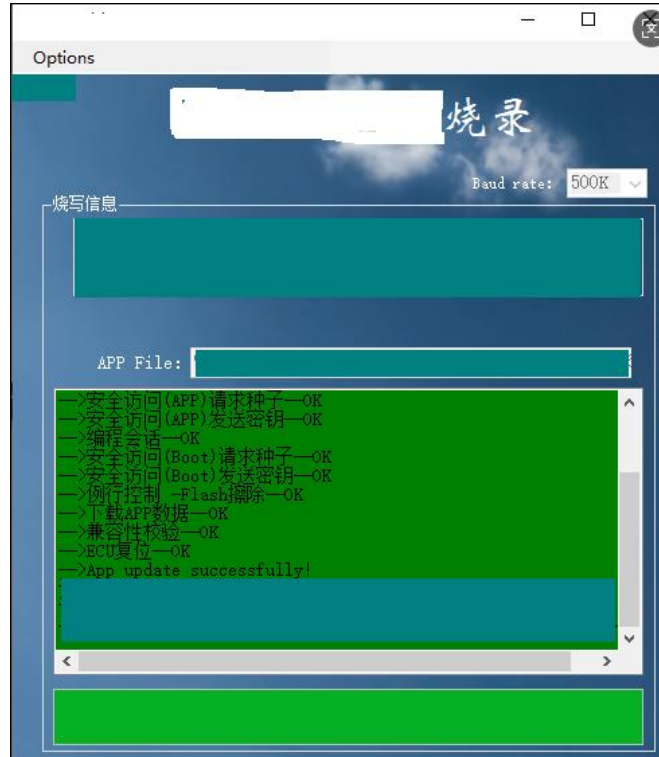 Options
烧录
Baud rate: 500K
烧写信息
APP File:
—>安全访问(APP)请求种子—OK
—>安全访问(APP)发送密钥—OK
—>编程会话—OK
—>安全访问(Boot)请求种子—OK
—>安全访问(Boot)发送密钥—OK
—>例行控制 -Flash擦除—OK
—>下载APP数据—OK
—>兼容性校验—OK
—>ECU复位—OK
—>App update successfully!